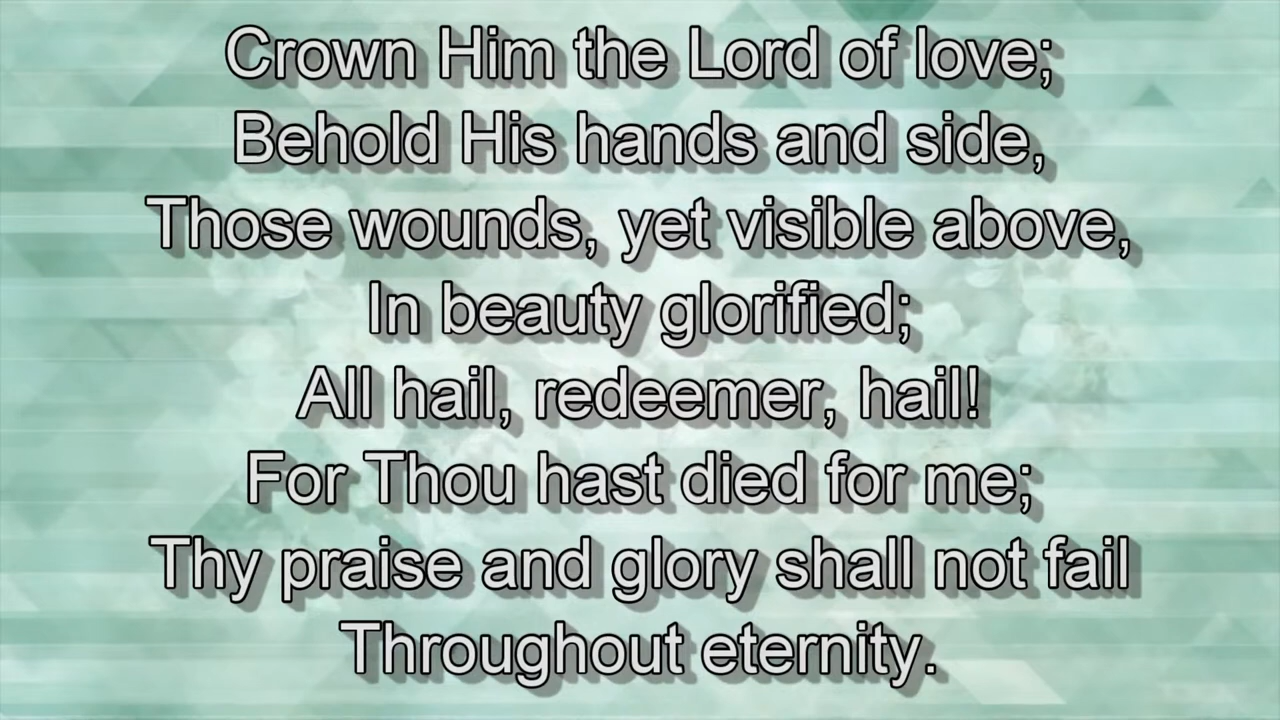 Crown Him the Lord of love;
Behold His hands and side,
Those wounds, yet visible above,
In beauty glorified;
All hail, redeemer, hail!
For Thou hast died for me;
Thy praise and glory shall not fail
Throughout eternity.